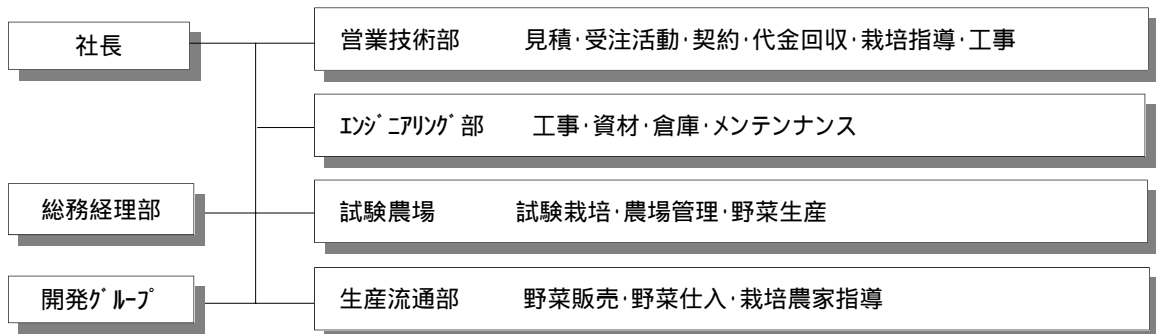 社長
営業技術部 見積･受注活動･契約･代金回収･栽培指導･工事
ｴﾝｼﾞﾆｱﾘﾝｸﾞ部 工事･資材･倉庫･メンテンナンス
総務経理部
試験農場 試験栽培･農場管理･野菜生産
開発ｸﾞﾙｰﾌﾟ
生産流通部 野菜販売･野菜仕入･栽培農家指導